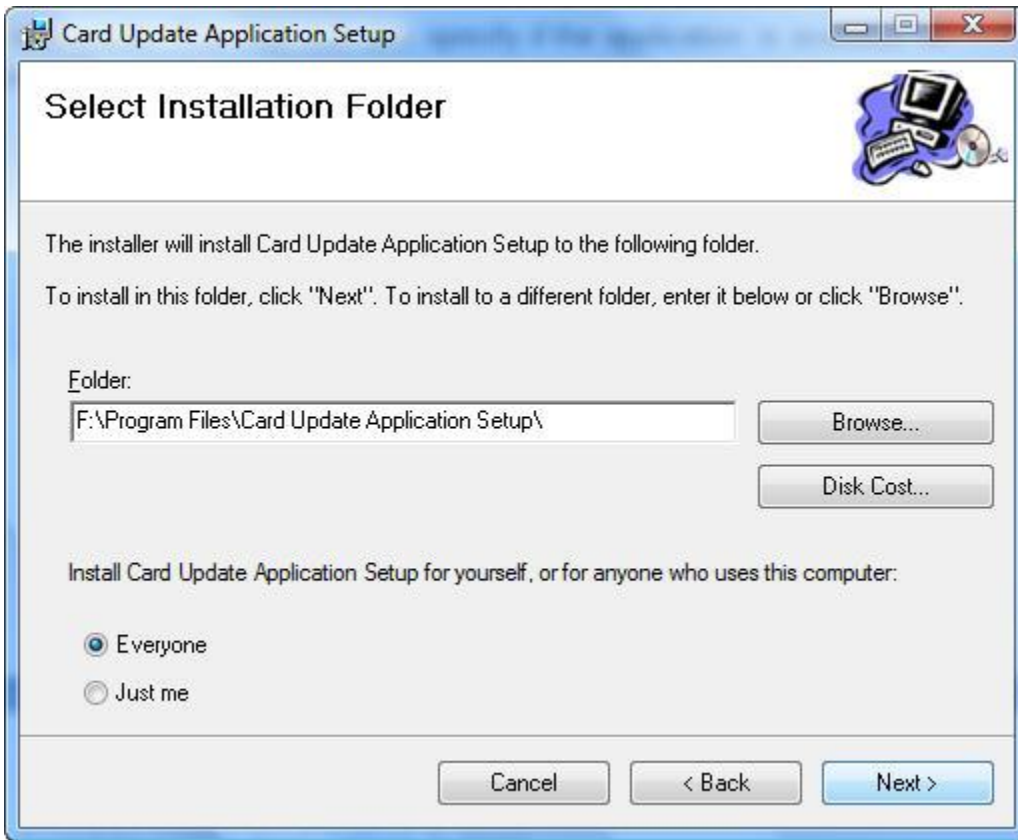 Card Update Application Setup
Select Installation Folder
The installer will install Card Update Application Setup to the following folder.
To install in this folder, click "Next". To install to a different folder, enter it below or click "Browse".
Folder:
F:\Program Files\Card Update Application Setup\
Browse...
Disk Cost...
Install Card Update Application Setup for yourself, or for anyone who uses this computer:
Everyone
Just me
Cancel
< Back
Next >